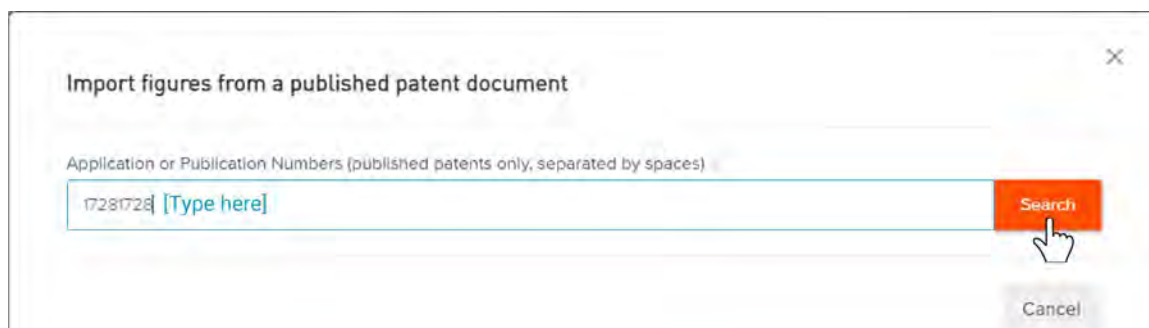 Import figures from a published patent document
Application or Publication Numbers (published patents only, separated by spaces)
17281728 [Type here]
Search
Cancel